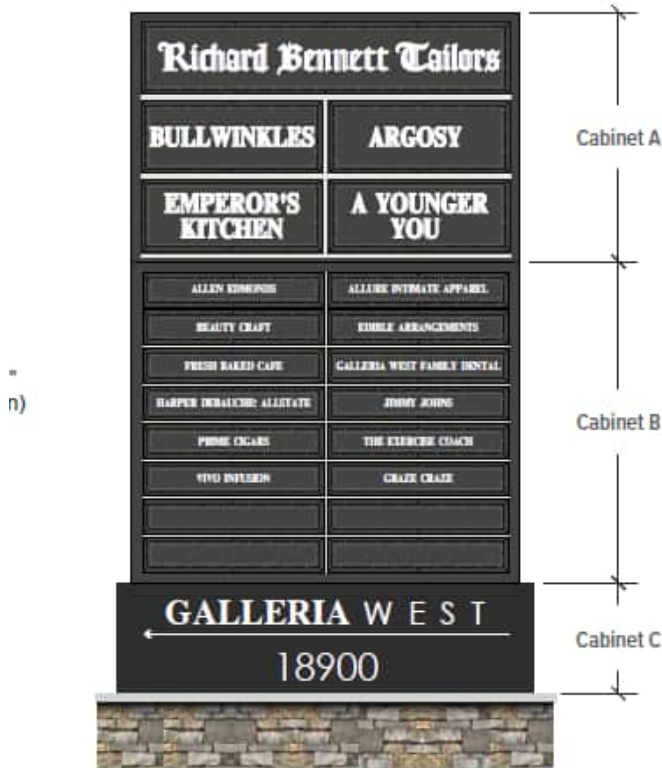 Richard Bennett Tailors
BULLWINKLES
ARGOSY
EMPEROR'S
KITCHEN
A YOUNGER
YOU
Cabinet A
ALLEN EDMONDS
ALLURE INTIMATE APPAREL
BEAUTY CRAFT
EDIBLE ARRANGEMENTS
FRESH BAKED CAFE
GALLERIA WEST FAMILY DENTAL
HARPER DEBAUCHE: ALLSTATE
JIMMY JOHNS
"
n)
Cabinet B
PRIME CIGARS
THE EXERCISE COACH
VIVO INFUSION
GRAZE CRAZE
GALLERIA WEST
18900
Cabinet C